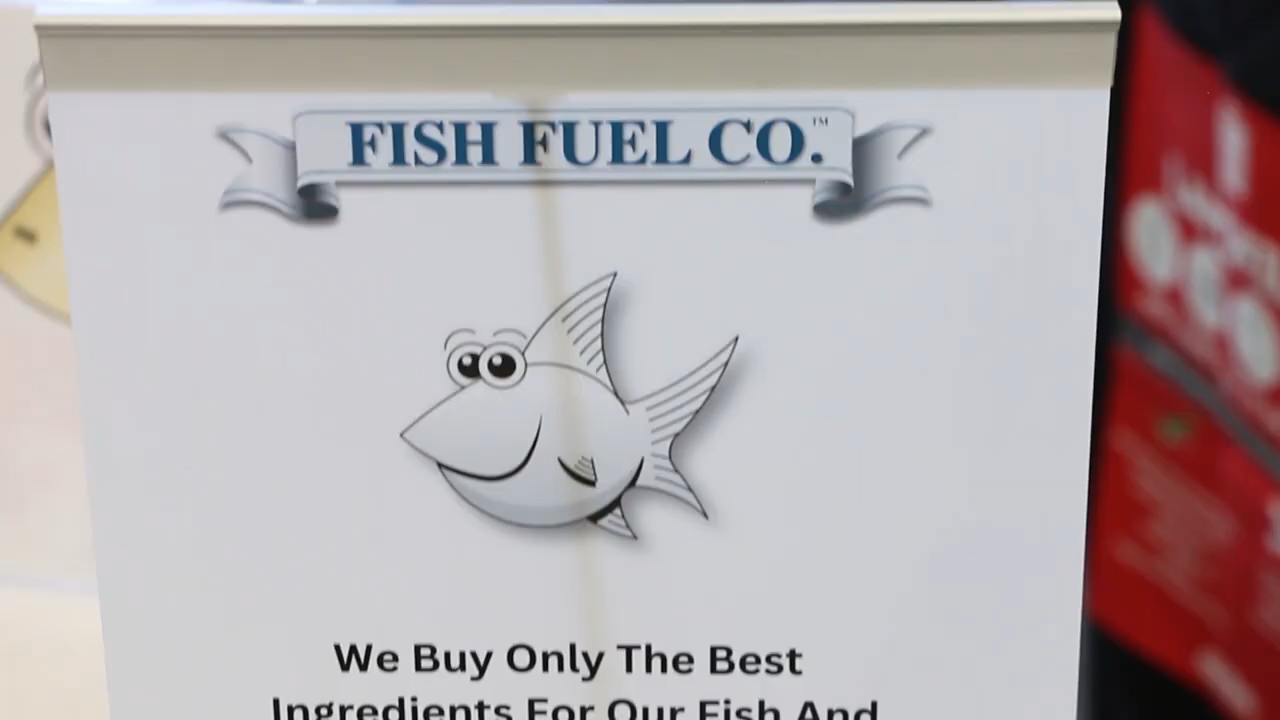 FISH FUEL CO.™
We Buy Only The Best
Ingredients For Our Fish And